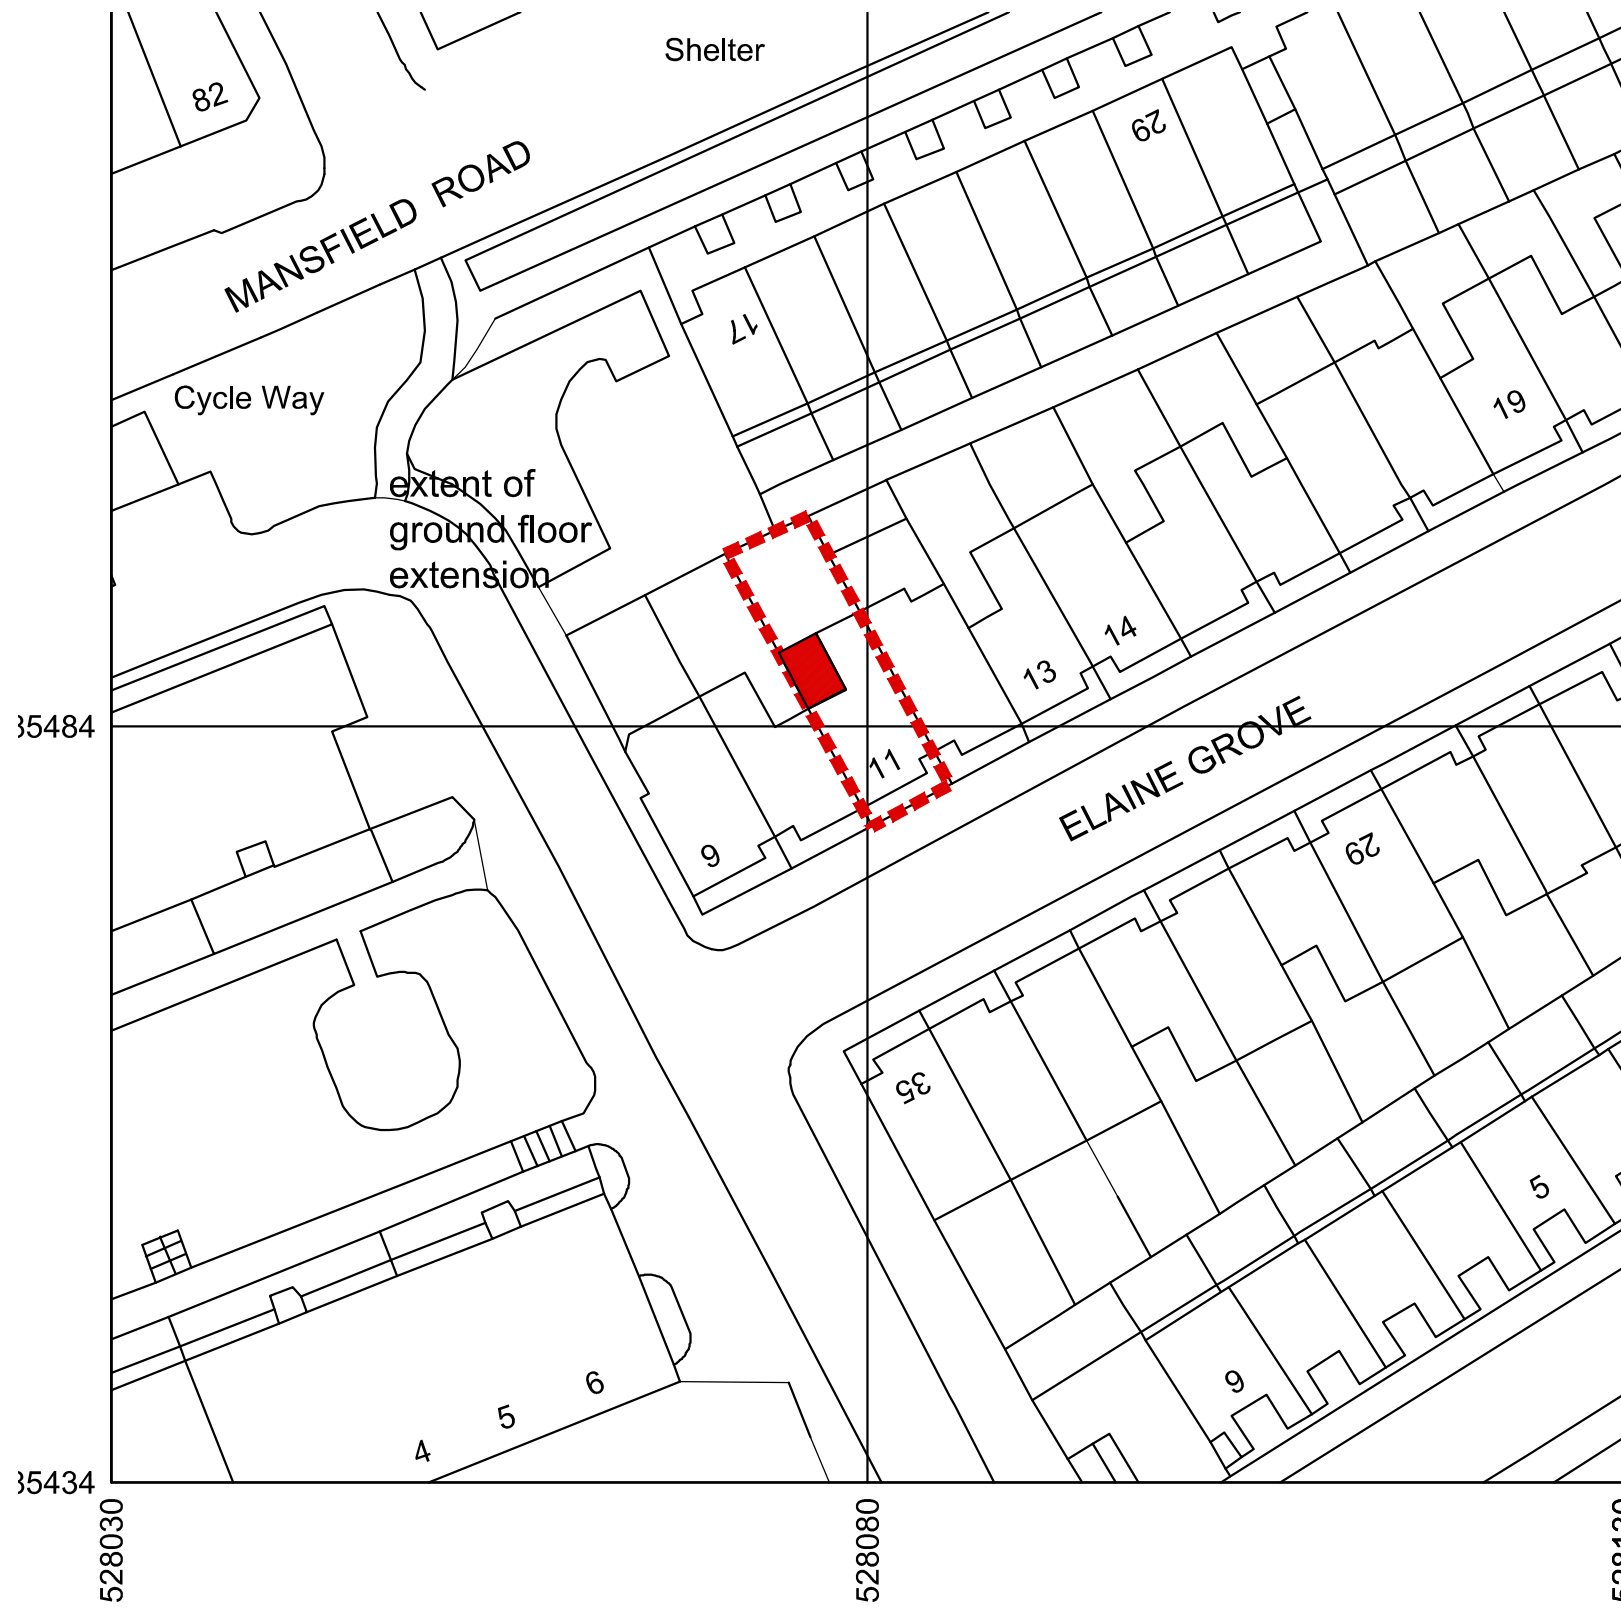 Shelter
82
MANSFIELD ROAD
29
17
Cycle Way
19
extent of
ground floor
extension
14
13
11
ELAINE GROVE
35484
9
29
35
5
9
6
5
4
35434
528030
528080
528130